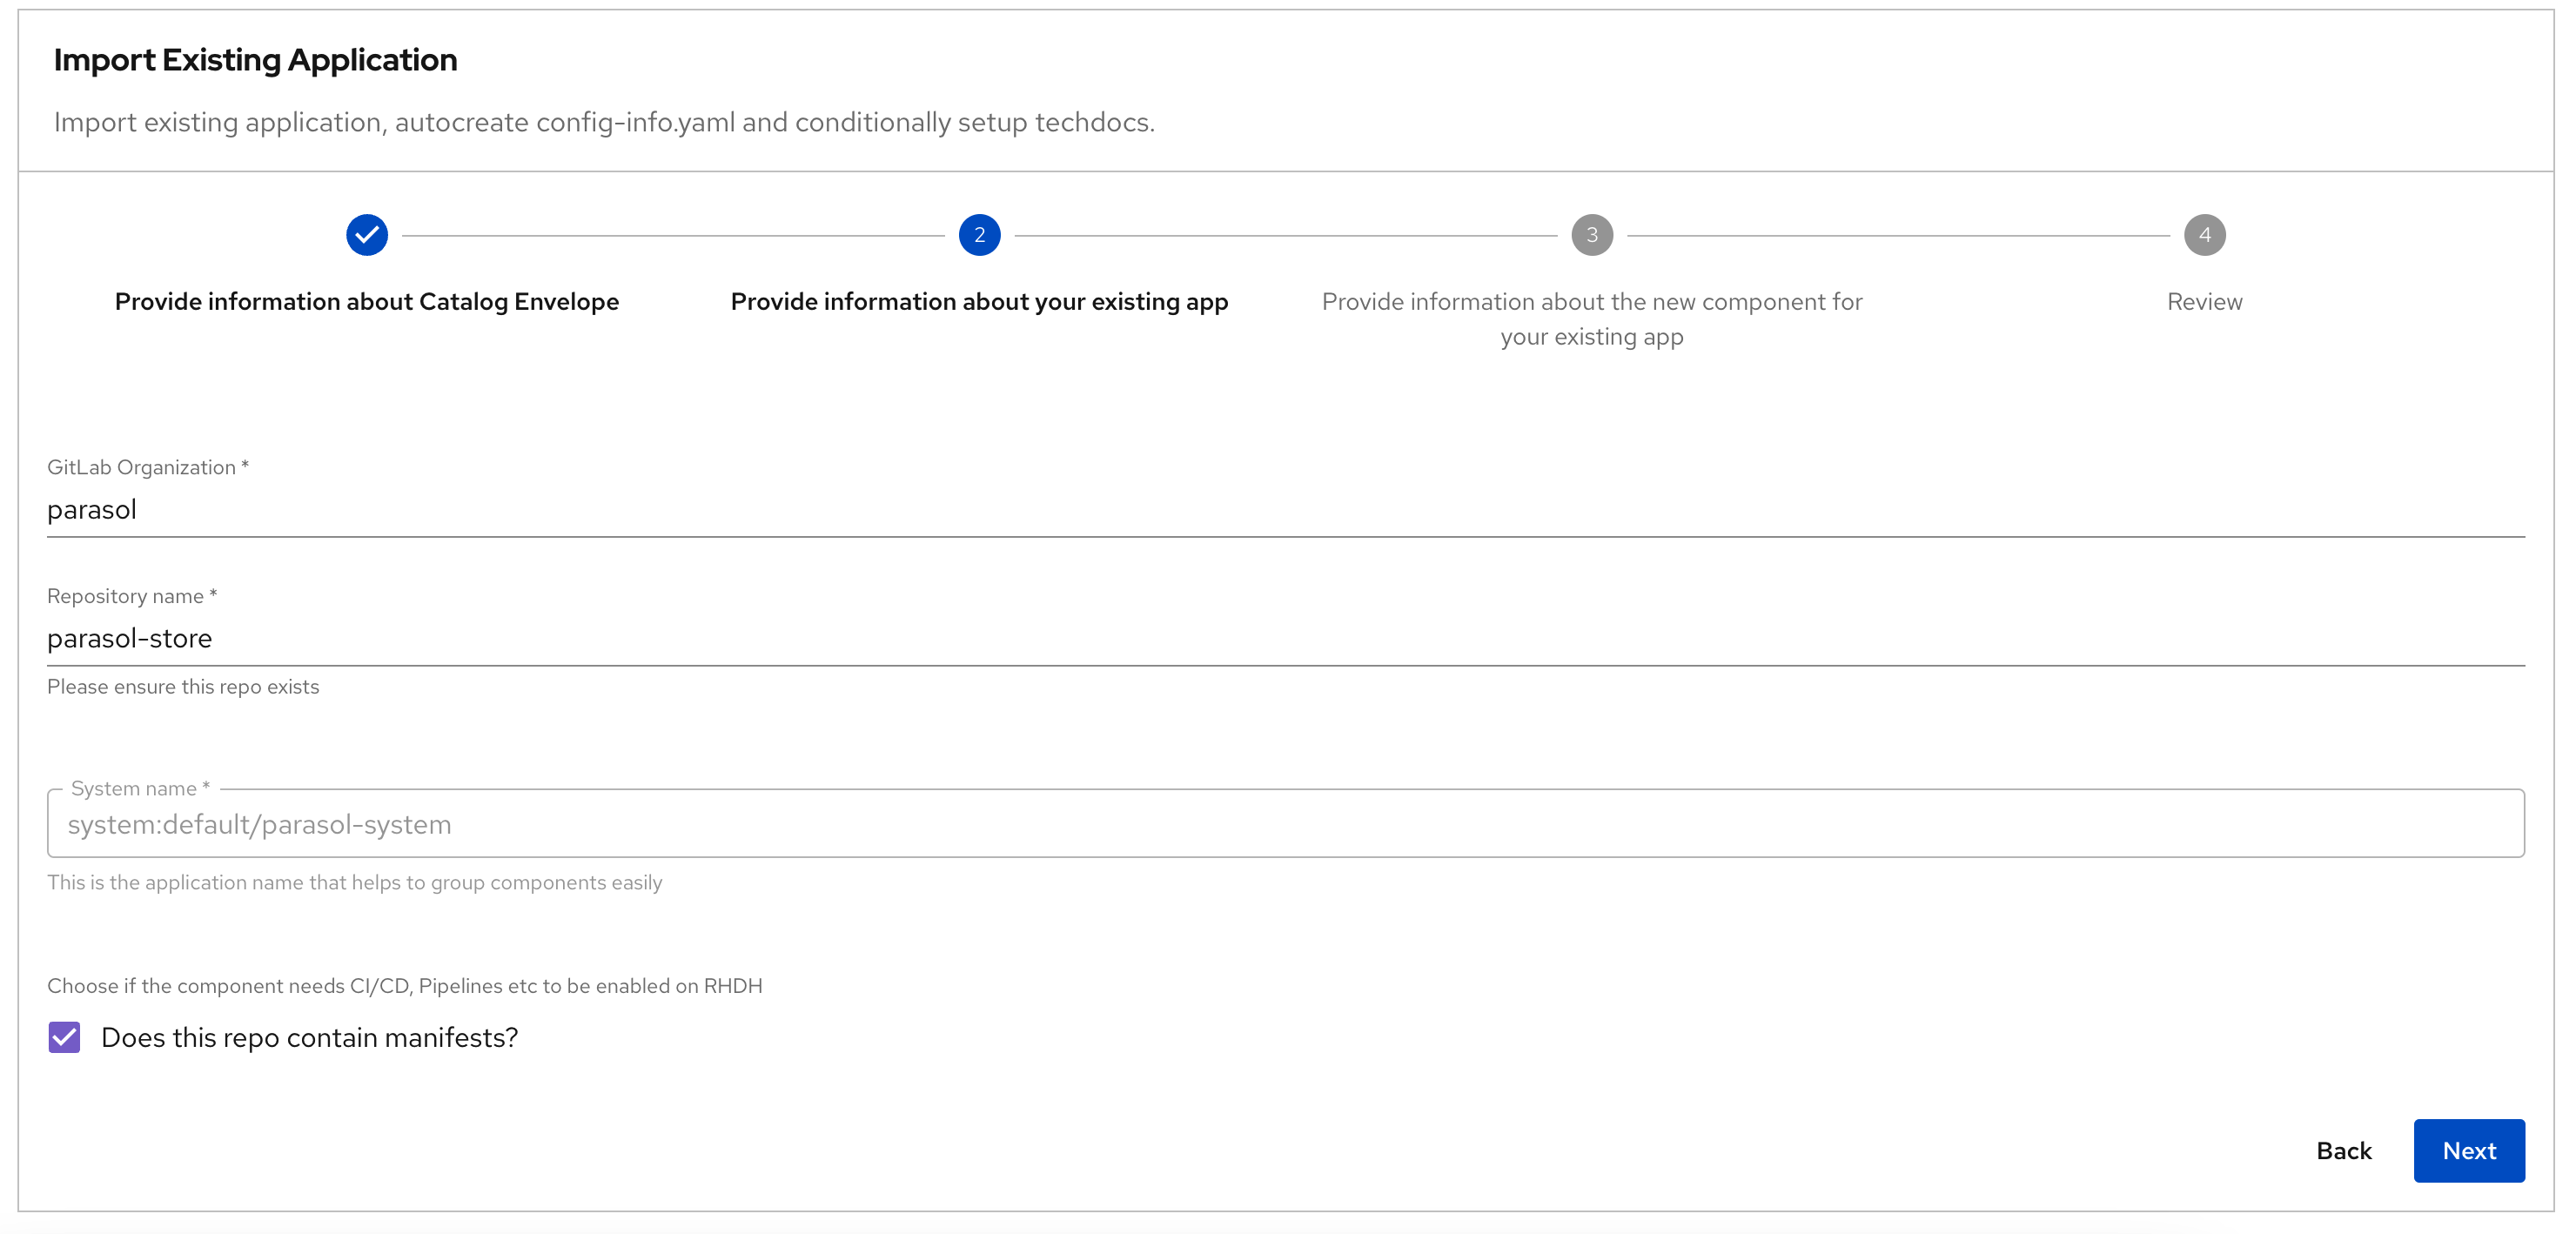 Import Existing Application
Import existing application, autocreate config-info.yaml and conditionally setup techdocs.
2
3
4
Provide information about Catalog Envelope
Provide information about your existing app
Provide information about the new component for
your existing app
Review
GitLab Organization *
parasol
Repository name *
parasol-store
Please ensure this repo exists
System name *
system:default/parasol-system
This is the application name that helps to group components easily
Choose if the component needs CI/CD, Pipelines etc to be enabled on RHDH
Does this repo contain manifests?
Back
Next